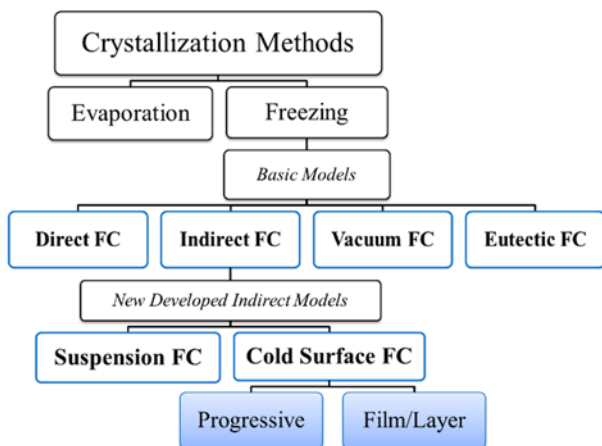 Crystallization Methods
Evaporation
Freezing
Basic Models
Direct FC
Indirect FC
Vacuum FC
Eutectic FC
New Developed Indirect Models
Suspension FC
Cold Surface FC
Progressive
Film/Layer